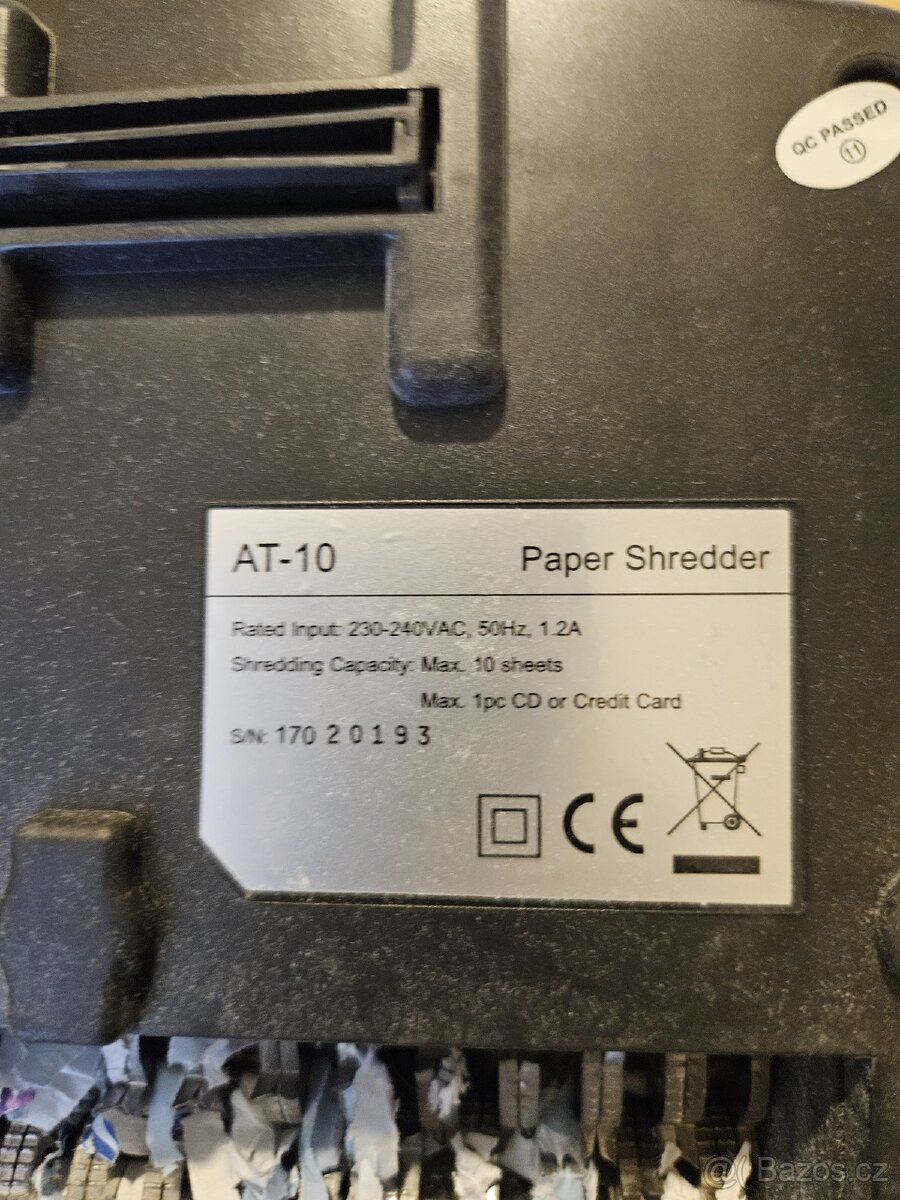 QC PASSED
11
AT-10 Paper Shredder
Rated Input: 230-240VAC, 50Hz, 1.2A
Shredding Capacity: Max. 10 sheets
Max. 1pc CD or Credit Card
S/N: 170 2 0 1 9 3
CE
@ Bazos.cz